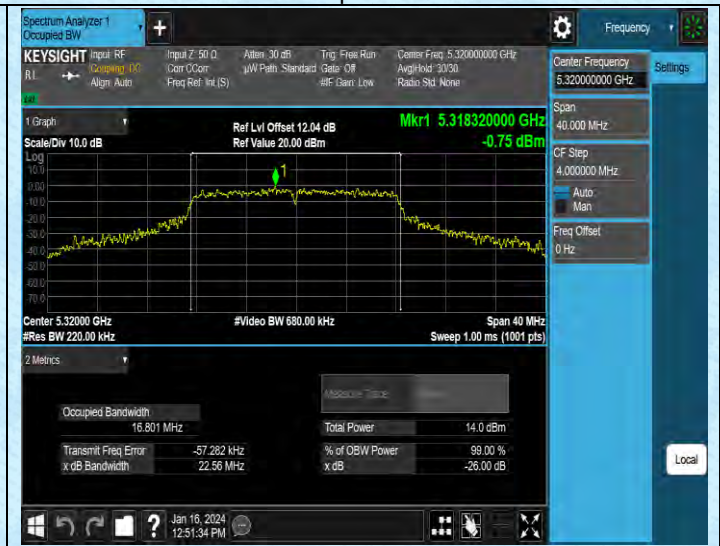 Spectrum Analyzer 1
Occupied BW
Frequency
KEYSIGHT Input: RF
Coupling: DC
Align: Auto
RL
Input Z: 50 Ω
Corr CCorr
Freq Ref: Int (S)
Atten: 30 dB
µW Path: Standard
Trig: Free Run
Gate: Off
#IF Gain: Low
Center Freq: 5.320000000 GHz
Avg|Hold: 30/30
Radio Std: None
Center Frequency
5.320000000 GHz
Settings
Span
40.000 MHz
CF Step
4.000000 MHz
Auto
Man
Freq Offset
0 Hz
1 Graph
Scale/Div 10.0 dB
Ref Lvl Offset 12.04 dB
Ref Value 20.00 dBm
Mkr1 5.318320000 GHz
-0.75 dBm
Log
10.0
0.00
-10.0
-20.0
-30.0
-40.0
-50.0
-60.0
-70.0
1
Center 5.32000 GHz
#Res BW 220.00 kHz
#Video BW 680.00 kHz
Span 40 MHz
Sweep 1.00 ms (1001 pts)
2 Metrics
Measure Trace
Occupied Bandwidth
16.801 MHz
Total Power 14.0 dBm
Transmit Freq Error -57.282 kHz
% of OBW Power 99.00 %
x dB Bandwidth 22.56 MHz
x dB -26.00 dB
Local
?
Jan 16, 2024
12:51:34 PM